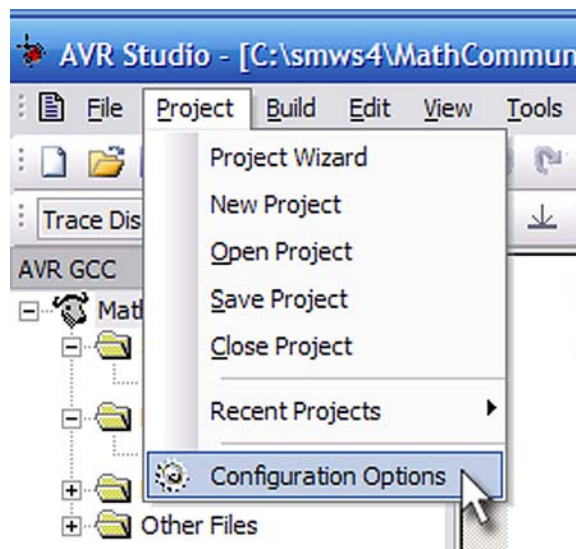 AVR Studio - [C:\smws4\MathCommun
File Project Build Edit View Tools
Project Wizard
New Project
Trace Dis
Open Project
AVR GCC
Save Project
Math
Close Project
Recent Projects
Configuration Options
Other Files